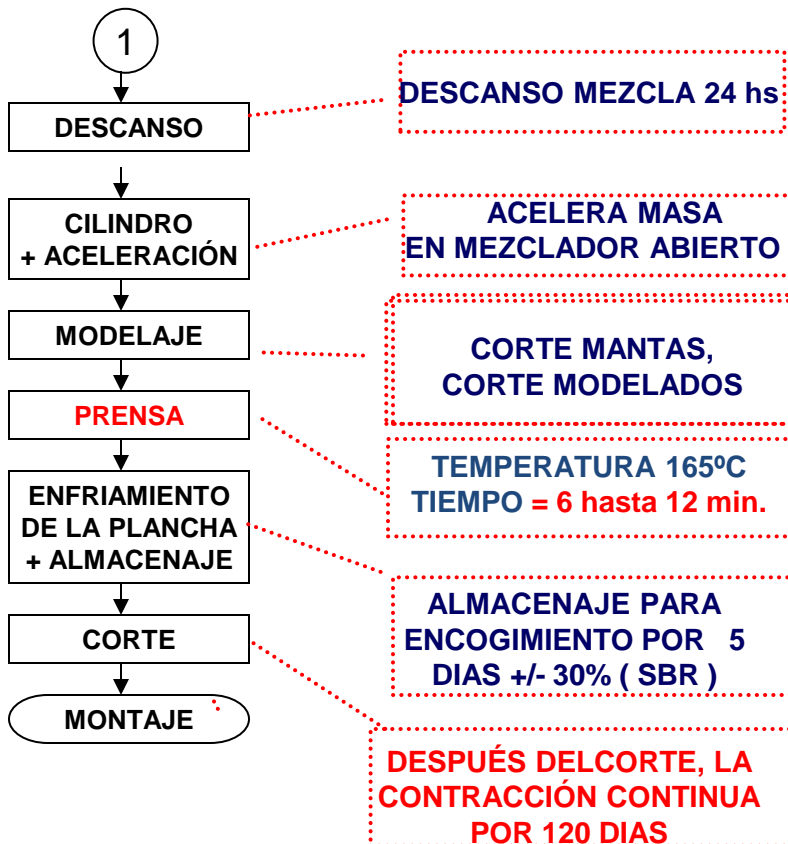 1
DESCANSO
DESCANSO MEZCLA 24 hs
CILINDRO
+ ACELERACIÓN
ACELERA MASA
EN MEZCLADOR ABIERTO
MODELAJE
CORTE MANTAS,
CORTE MODELADOS
PRENSA
TEMPERATURA 165ºC
TIEMPO = 6 hasta 12 min.
ENFRIAMIENTO
DE LA PLANCHA
+ ALMACENAJE
ALMACENAJE PARA
ENCOGIMIENTO POR 5
DIAS +/- 30% ( SBR )
CORTE
DESPUÉS DELCORTE, LA
CONTRACCIÓN CONTINUA
POR 120 DIAS
MONTAJE